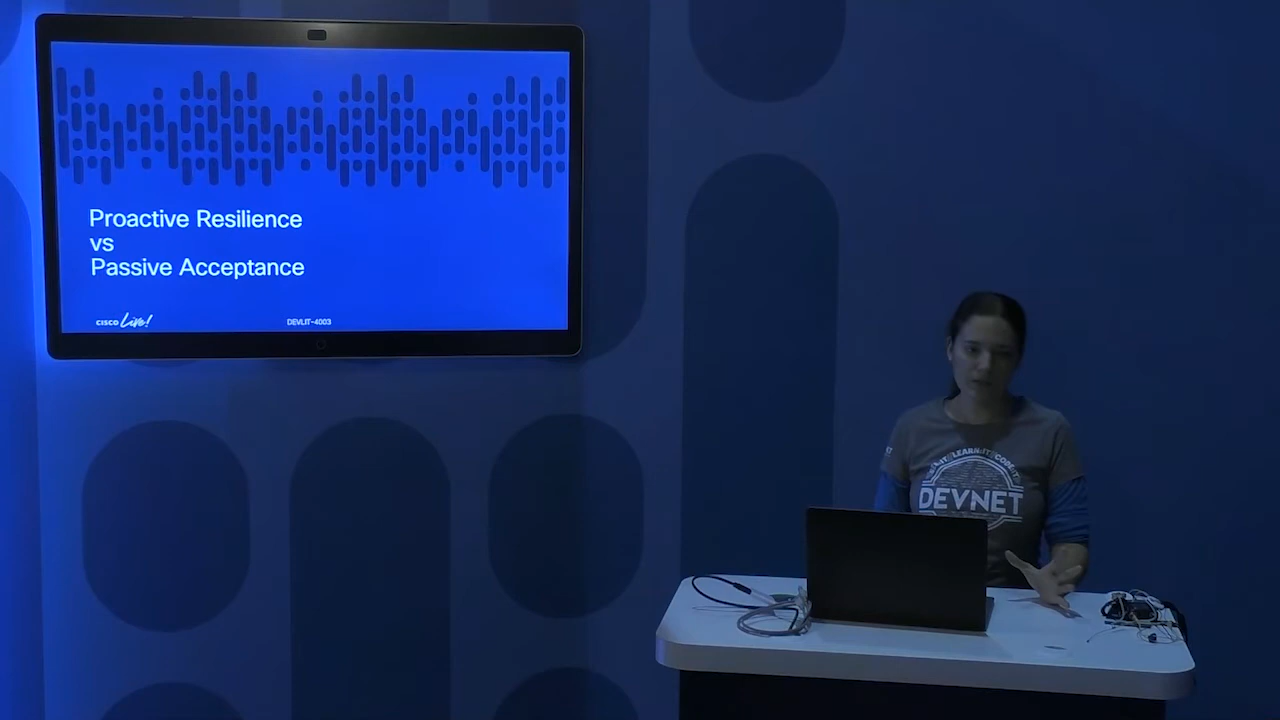 Proactive Resilience
vs
Passive Acceptance
CISCO Live!
DEVLIT-4003
DEVNET